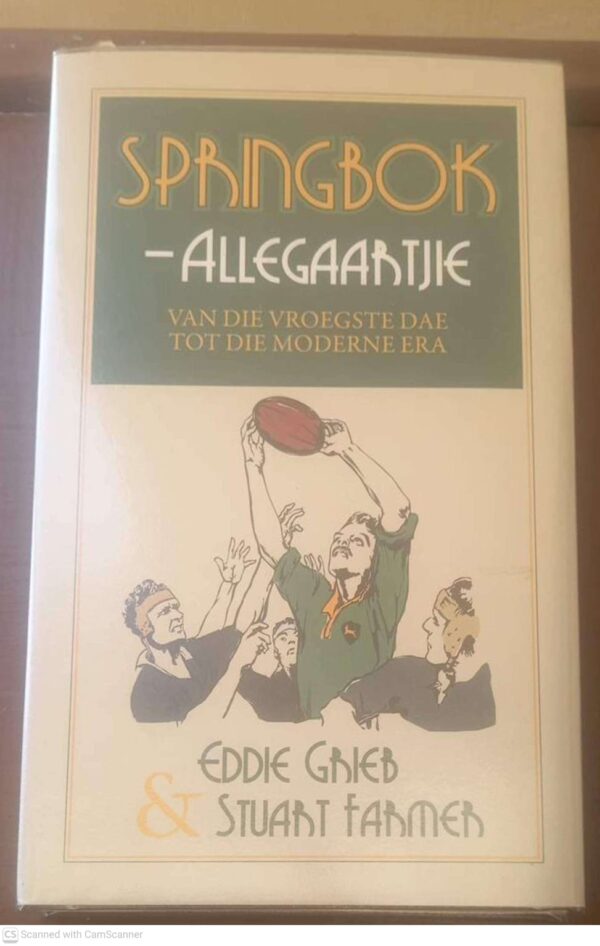 SPRINGBOK
–ALLEGAARTJIE
VAN DIE VROEGSTE DAE
TOT DIE MODERNE ERA
EDDIE GRIEB
& STUART FARMER
CS Scanned with CamScanner